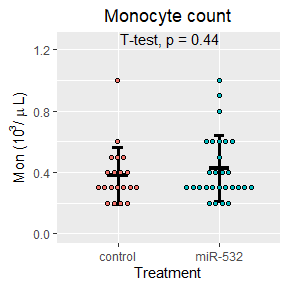 Monocyte count
T-test, p = 0.44
Mon (10³/ μ L)
1.2
0.8
0.4
0.0
control miR-532
Treatment